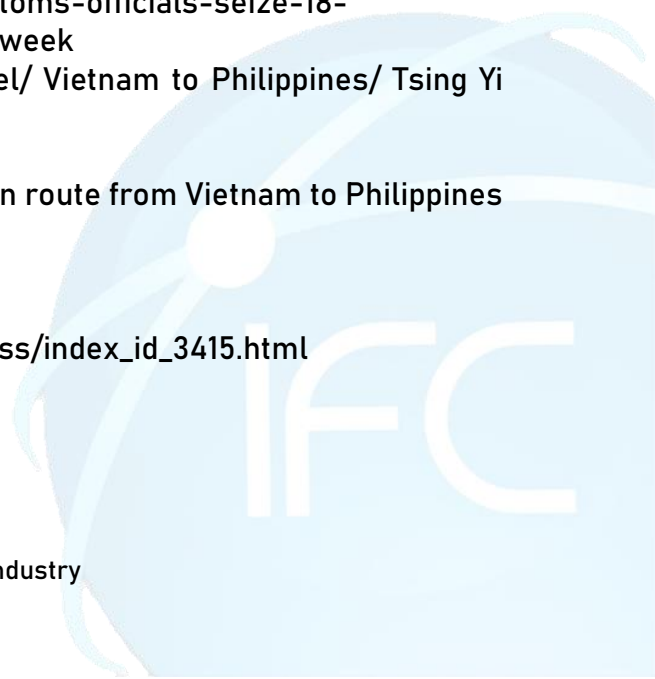 toms-officials-seize-18-
week
el/ Vietnam to Philippines/ Tsing Yi
n route from Vietnam to Philippines
ss/index_id_3415.html
IFC
ndustry